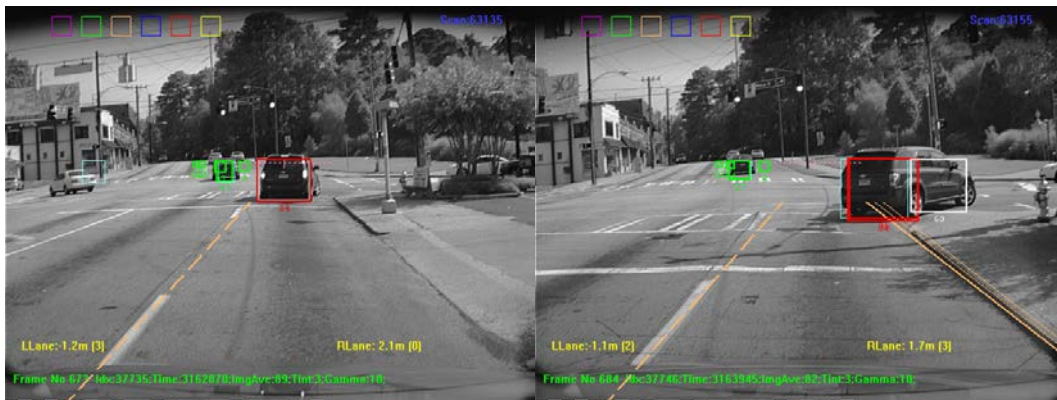 Scan:63135
LLane:-1.2m (3)
RLane: 2.1m (0)
Frame No 673 Idx:37735;Time:3162870;ImgAve:89;Tint:3;Gamma:10;
Scan:63155
63
LLane:-1.1m (2)
RLane: 1.7m (3)
Frame No 684 Idx:37746;Time:3163945;ImgAve:82;Tint:3;Gamma:10;